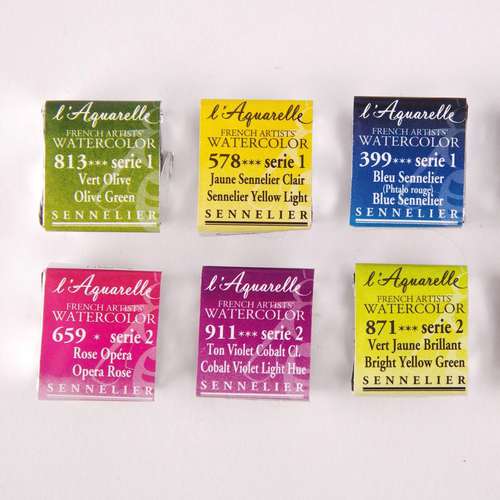 l'Aquarelle
FRENCH ARTISTS'
WATERCOLOR
813*** serie 1
Vert Olive
Olive Green
SENNELIER
l'Aquarelle
FRENCH ARTISTS'
WATERCOLOR
578*** serie 1
Jaune Sennelier Clair
Sennelier Yellow Light
SENNELIER
l'Aquarelle
FRENCH ARTISTS'
WATERCOLOR
399*** serie 1
Bleu Sennelier
(Phtalo rouge)
Blue Sennelier
SENNELIER
l'Aquarelle
FRENCH ARTISTS'
WATERCOLOR
659 * serie 2
Rose Opéra
Opera Rose
SENNELIER
l'Aquarelle
FRENCH ARTISTS'
WATERCOLOR
911*** serie 2
Ton Violet Cobalt Cl.
Cobalt Violet Light Hue
SENNELIER
l'Aquarelle
FRENCH ARTISTS'
WATERCOLOR
871*** serie 2
Vert Jaune Brillant
Bright Yellow Green
SENNELIER